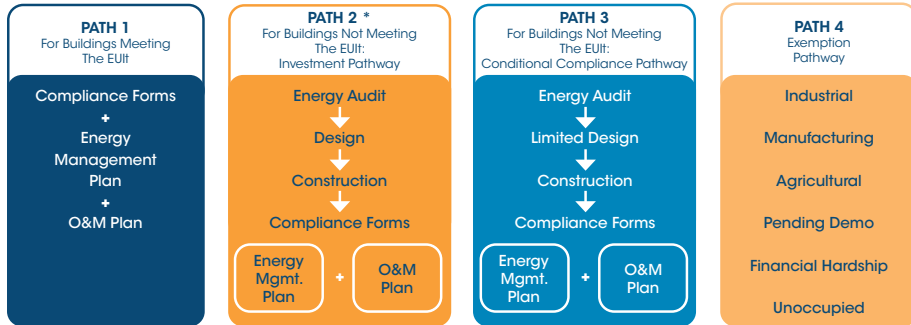 PATH 1
For Buildings Meeting
The EUIt
Compliance Forms
+
Energy
Management
Plan
+
O&M Plan
PATH 2 *
For Buildings Not Meeting
The EUIt:
Investment Pathway
Energy Audit
Design
Construction
Compliance Forms
Energy
Mgmt.
Plan
+
O&M
Plan
PATH 3
For Buildings Not Meeting
The EUIt:
Conditional Compliance Pathway
Energy Audit
Limited Design
Construction
Compliance Forms
Energy
Mgmt.
Plan
+
O&M
Plan
PATH 4
Exemption
Pathway
Industrial
Manufacturing
Agricultural
Pending Demo
Financial Hardship
Unoccupied